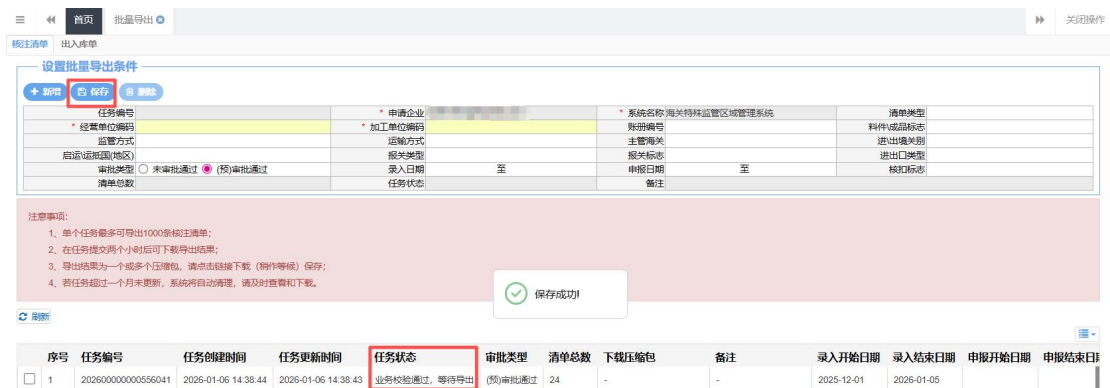 首页 批量导出 关闭操作
核注清单 出入库单
设置批量导出条件
新增 保存 删除
任务编号 * 申请企业 * 系统名称 海关特殊监管区域管理系统 清单类型
* 经营单位编码 * 加工单位编码 账册编号 料件\成品标志
监管方式 运输方式 主管海关 进\出境关别
启运\运抵国(地区) 报关类型 报关标志 进出口类型
审批类型 未审批通过 (预)审批通过 录入日期 至 申报日期 至 核扣标志
清单总数 任务状态 备注
注意事项:
1、单个任务最多可导出1000条核注清单;
2、在任务提交两个小时后可下载导出结果;
3、导出结果为一个或多个压缩包, 请点击链接下载(稍作等候)保存;
4、若任务超过一个月未更新, 系统将自动清理, 请及时查看和下载。
保存成功!
刷新
序号 任务编号 任务创建时间 任务更新时间 任务状态 审批类型 清单总数 下载压缩包 备注 录入开始日期 录入结束日期 申报开始日期 申报结束日期
1 202600000000556041 2026-01-06 14:38:44 2026-01-06 14:38:43 业务校验通过, 等待导出 (预)审批通过 24 - - 2025-12-01 2026-01-05